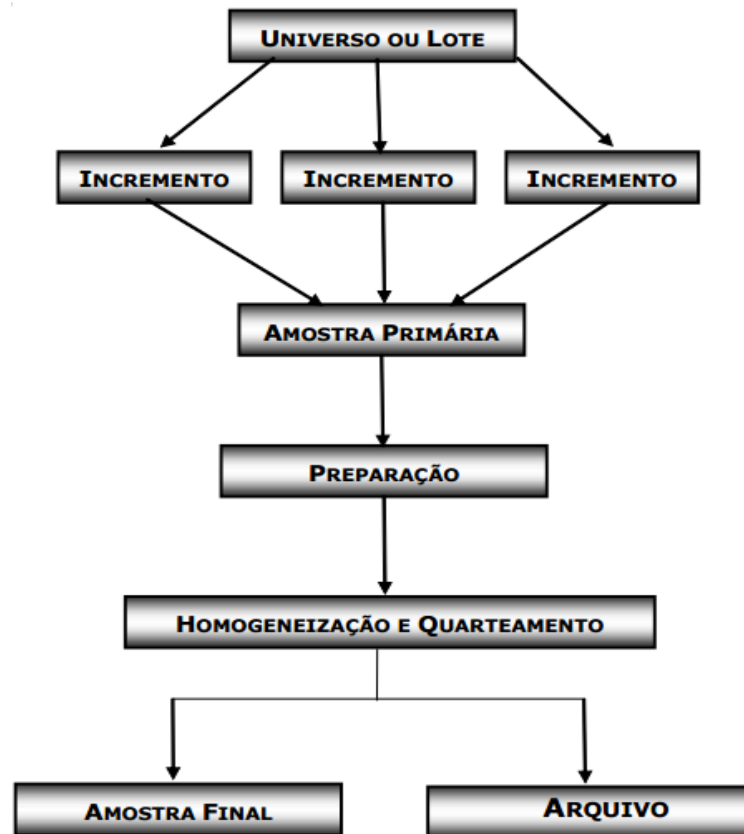 UNIVERSO OU LOTE
INCREMENTO
INCREMENTO
INCREMENTO
AMOSTRA PRIMÁRIA
PREPARAÇÃO
HOMOGENEIZAÇÃO E QUARTEAMENTO
AMOSTRA FINAL
ARQUIVO